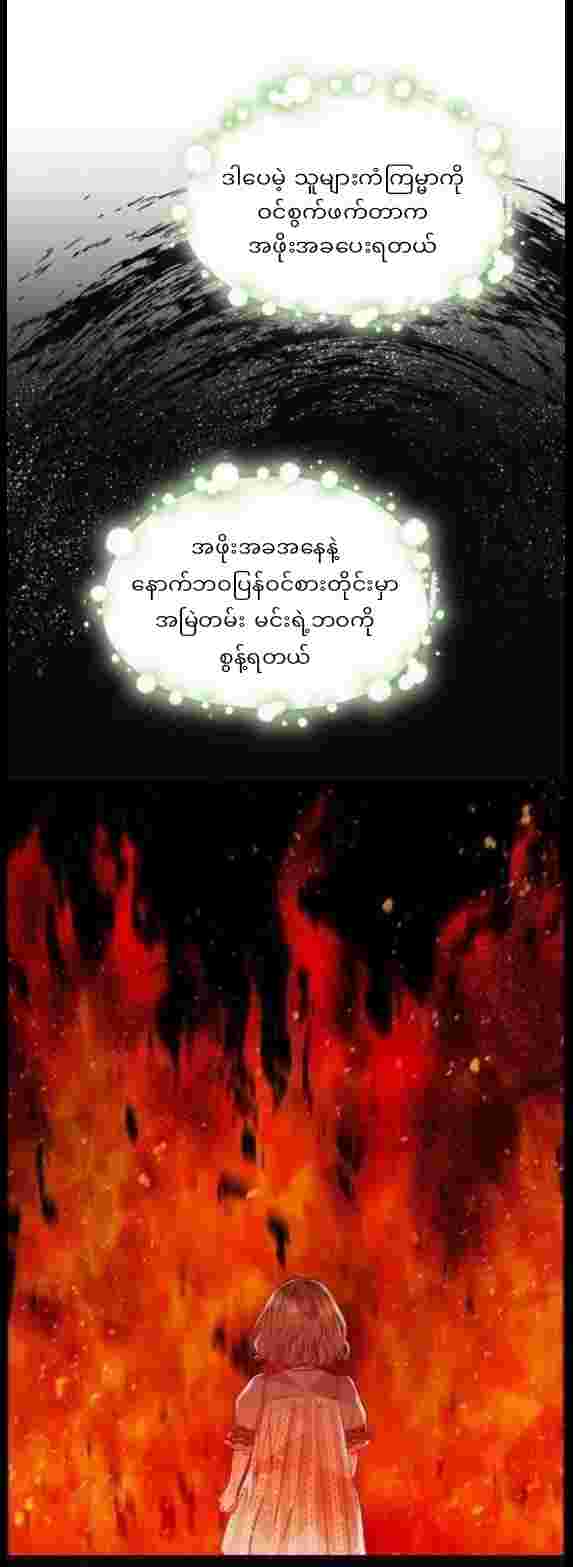 ဒါပေမဲ့ သူများကံကြမ္မာကို
ဝင်စွက်ဖက်တာက
အဖိုးအခပေးရတယ်
အဖိုးအခအနေနဲ့
နောက်ဘဝပြန်ဝင်စားတိုင်းမှာ
အမြဲတမ်း မင်းရဲ့ဘဝကို
စွန့်ရတယ်